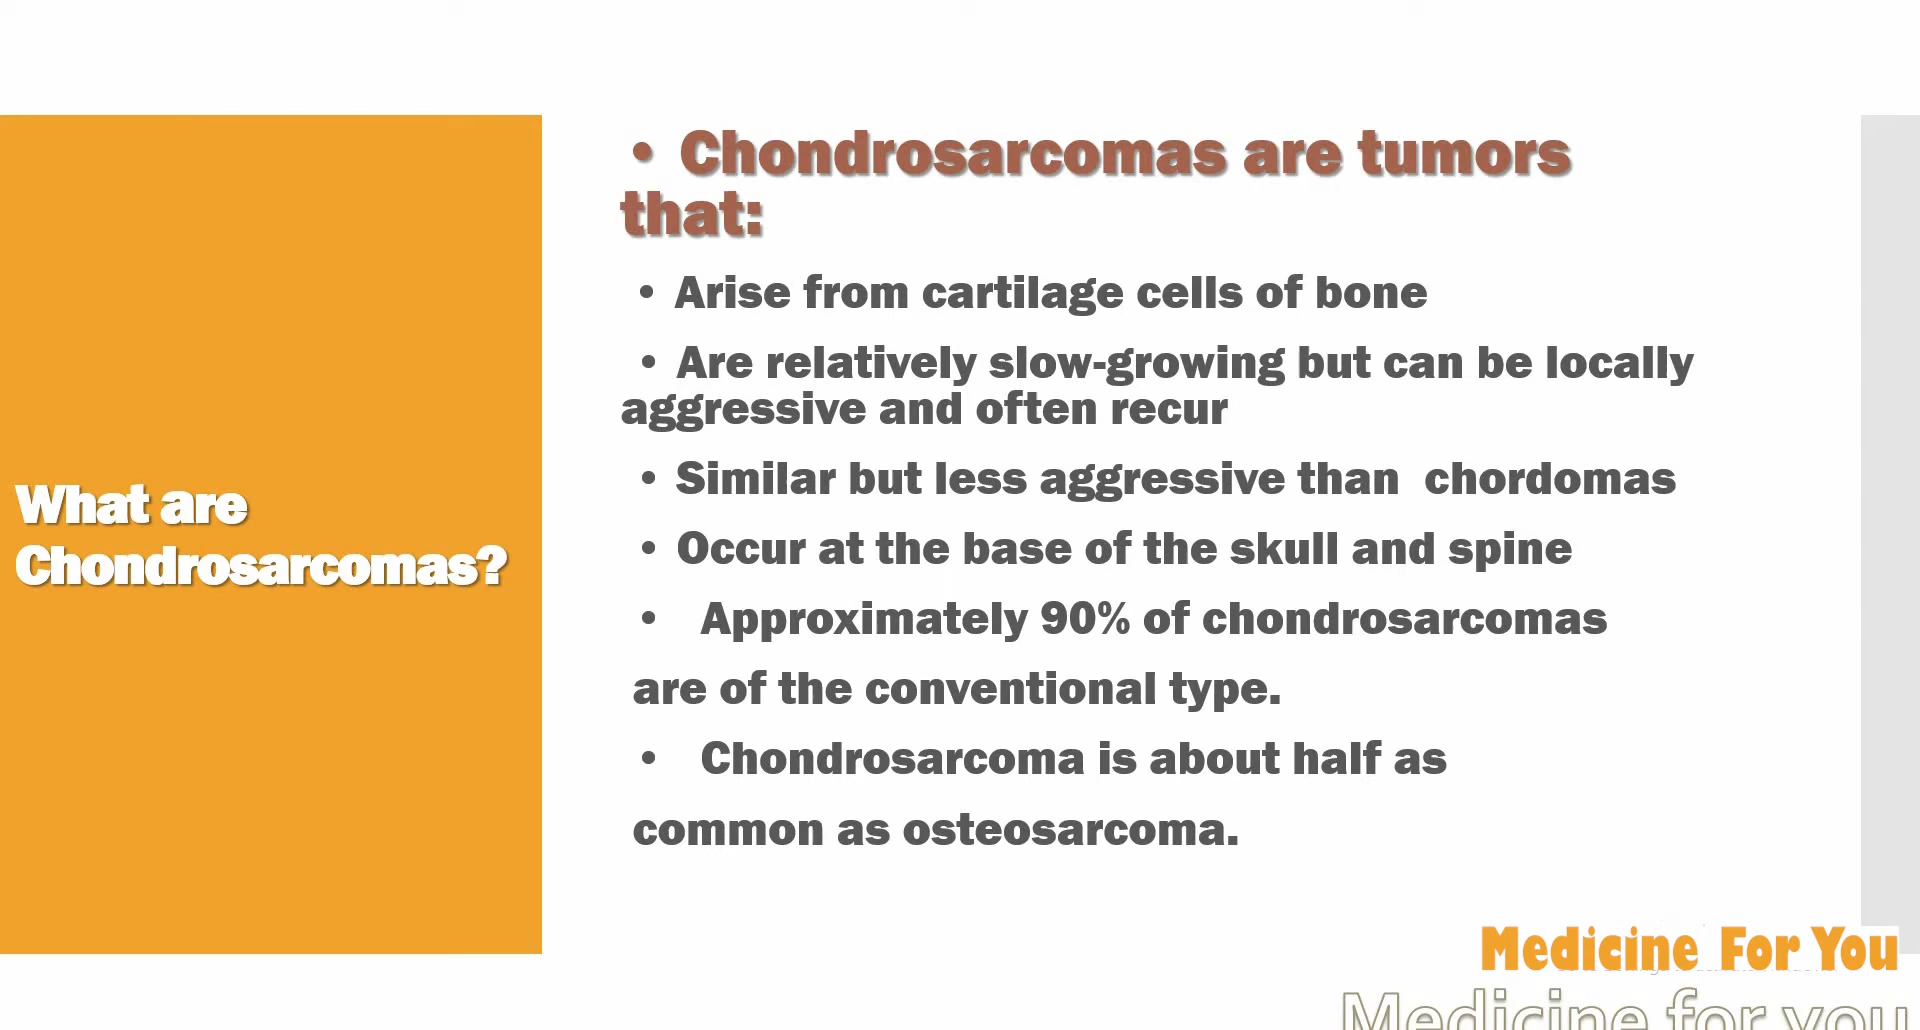 What are
Chondrosarcomas?
• Chondrosarcomas are tumors
that:
• Arise from cartilage cells of bone
• Are relatively slow-growing but can be locally
aggressive and often recur
• Similar but less aggressive than  chordomas
• Occur at the base of the skull and spine
•   Approximately 90% of chondrosarcomas
are of the conventional type.
•   Chondrosarcoma is about half as
common as osteosarcoma.
Medicine For You
Medicine for you